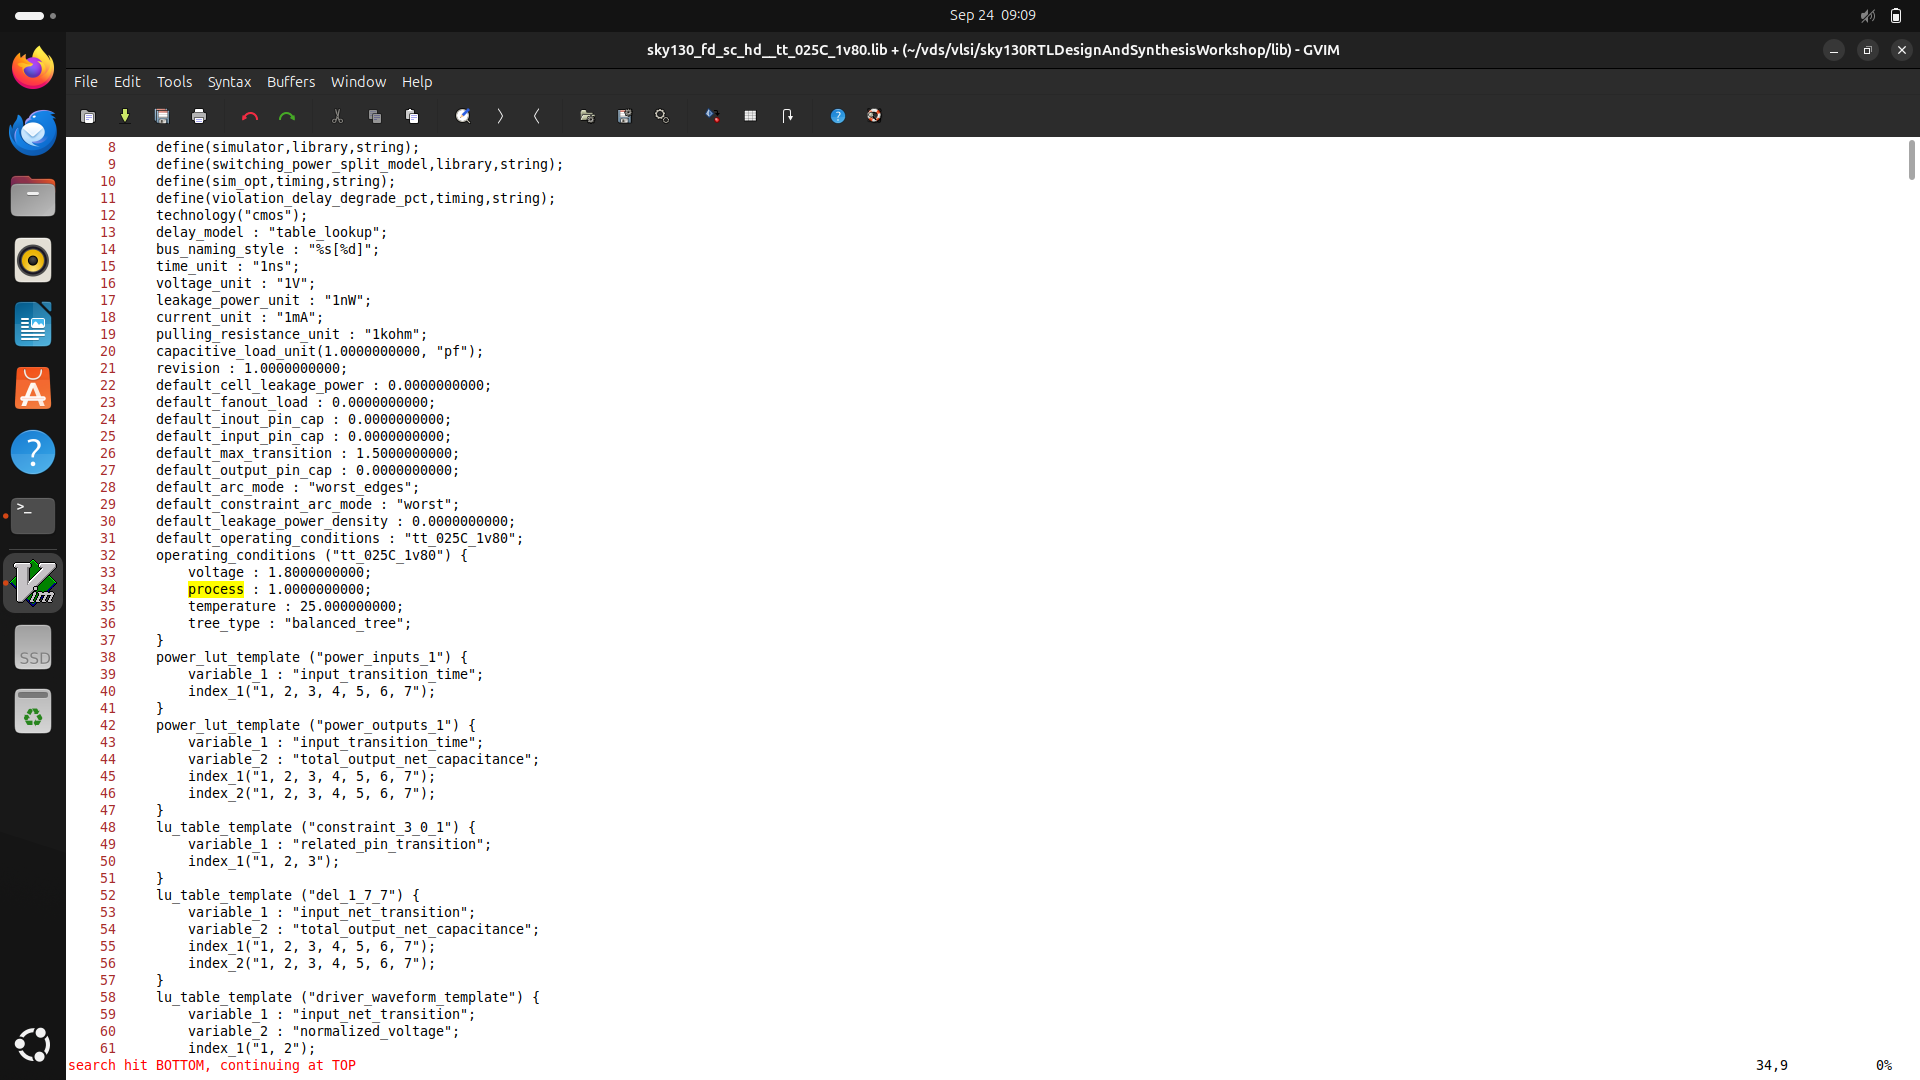 Sep 24 09:09
sky130_fd_sc_hd__tt_025C_1v80.lib + (~/vds/vlsi/sky130RTLDesignAndSynthesisWorkshop/lib) - GVIM
File Edit Tools Syntax Buffers Window Help
8 define(simulator,library,string);
9 define(switching_power_split_model,library,string);
10 define(sim_opt,timing,string);
11 define(violation_delay_degrade_pct,timing,string);
12 technology("cmos");
13 delay_model : "table_lookup";
14 bus_naming_style : "%s[%d]";
15 time_unit : "1ns";
16 voltage_unit : "1V";
17 leakage_power_unit : "1nW";
18 current_unit : "1mA";
19 pulling_resistance_unit : "1kohm";
20 capacitive_load_unit(1.0000000000, "pf");
21 revision : 1.0000000000;
22 default_cell_leakage_power : 0.0000000000;
23 default_fanout_load : 0.0000000000;
24 default_inout_pin_cap : 0.0000000000;
25 default_input_pin_cap : 0.0000000000;
26 default_max_transition : 1.5000000000;
27 default_output_pin_cap : 0.0000000000;
28 default_arc_mode : "worst_edges";
29 default_constraint_arc_mode : "worst";
30 default_leakage_power_density : 0.0000000000;
31 default_operating_conditions : "tt_025C_1v80";
32 operating_conditions ("tt_025C_1v80") {
33 voltage : 1.8000000000;
34 process : 1.0000000000;
35 temperature : 25.000000000;
36 tree_type : "balanced_tree";
37 }
38 power_lut_template ("power_inputs_1") {
39 variable_1 : "input_transition_time";
40 index_1("1, 2, 3, 4, 5, 6, 7");
41 }
42 power_lut_template ("power_outputs_1") {
43 variable_1 : "input_transition_time";
44 variable_2 : "total_output_net_capacitance";
45 index_1("1, 2, 3, 4, 5, 6, 7");
46 index_2("1, 2, 3, 4, 5, 6, 7");
47 }
48 lu_table_template ("constraint_3_0_1") {
49 variable_1 : "related_pin_transition";
50 index_1("1, 2, 3");
51 }
52 lu_table_template ("del_1_7_7") {
53 variable_1 : "input_net_transition";
54 variable_2 : "total_output_net_capacitance";
55 index_1("1, 2, 3, 4, 5, 6, 7");
56 index_2("1, 2, 3, 4, 5, 6, 7");
57 }
58 lu_table_template ("driver_waveform_template") {
59 variable_1 : "input_net_transition";
60 variable_2 : "normalized_voltage";
61 index_1("1, 2");
search hit BOTTOM, continuing at TOP 34,9 0%
SSD